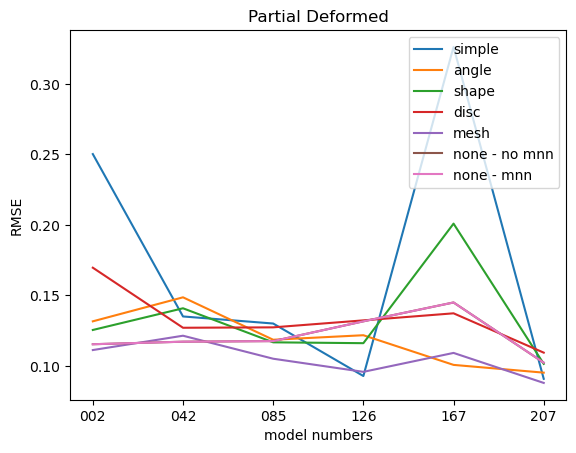 Partial Deformed
simple
angle
shape
disc
mesh
none - no mnn
none - mnn
RMSE
0.30
0.25
0.20
0.15
0.10
002 042 085 126 167 207
model numbers